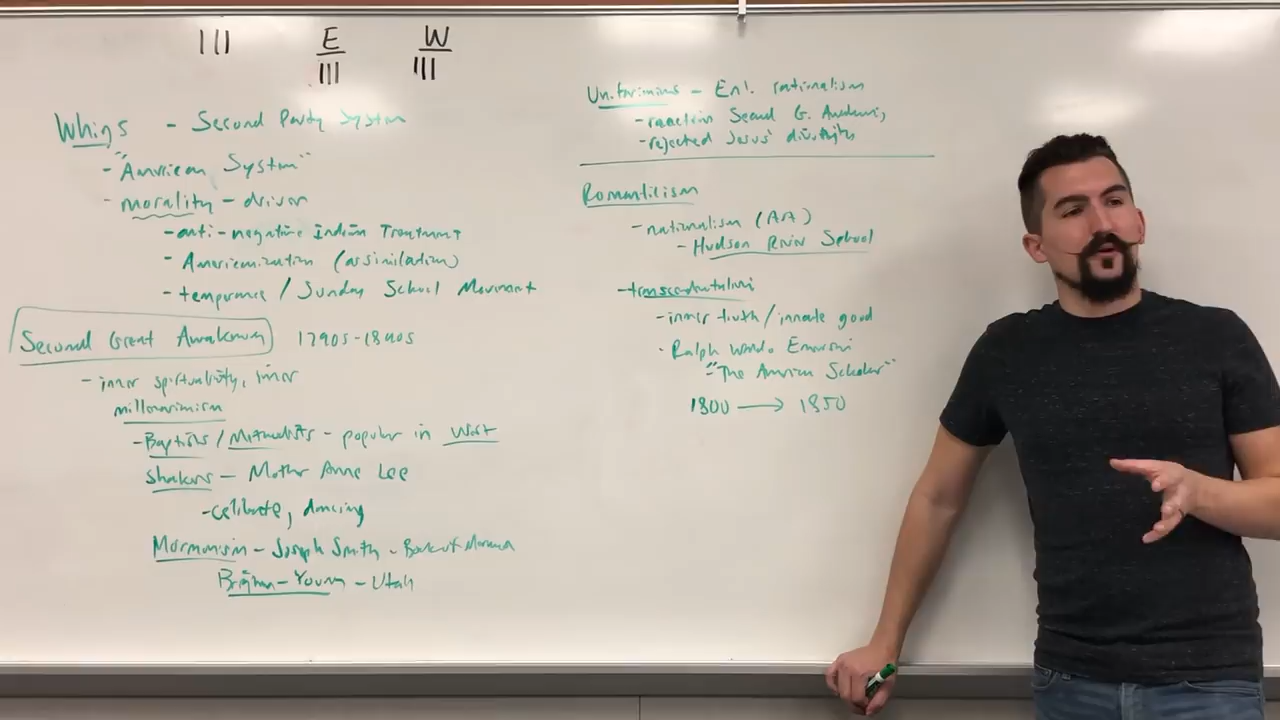 E W
Whigs - Second Party System
- "American System"
- morality - driven
- anti-negative Indian Treatment
- Americanization (assimilation)
- temperance / Sunday School Movement
Second Great Awakening 1790s-1840s
- inner spirituality, inner
millenarianism
- Baptists / Methodists - popular in West
Shakers - Mother Anne Lee
- celibate, dancing
Mormonism - Joseph Smith - Book of Mormon
Brigham-Young - Utah
Unitarians - Enl. rationalism
- reaction Second G. Awakening
- rejected Jesus' divinity
Romanticism
- nationalism (AA)
- Hudson River School
- transcendentalism
- inner truth / innate good
· Ralph Waldo Emerson
- "The American Scholar"
1800 → 1850